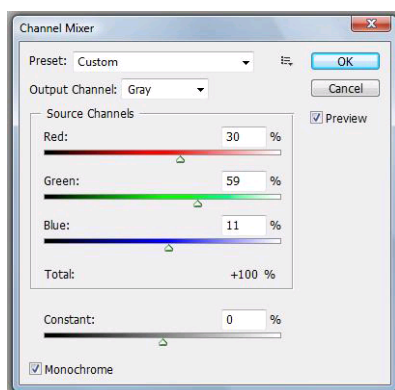 Channel Mixer
Preset: Custom
OK
Output Channel: Gray
Cancel
Source Channels
Preview
Red: 30 %
Green: 59 %
Blue: 11 %
Total: +100 %
Constant: 0 %
Monochrome